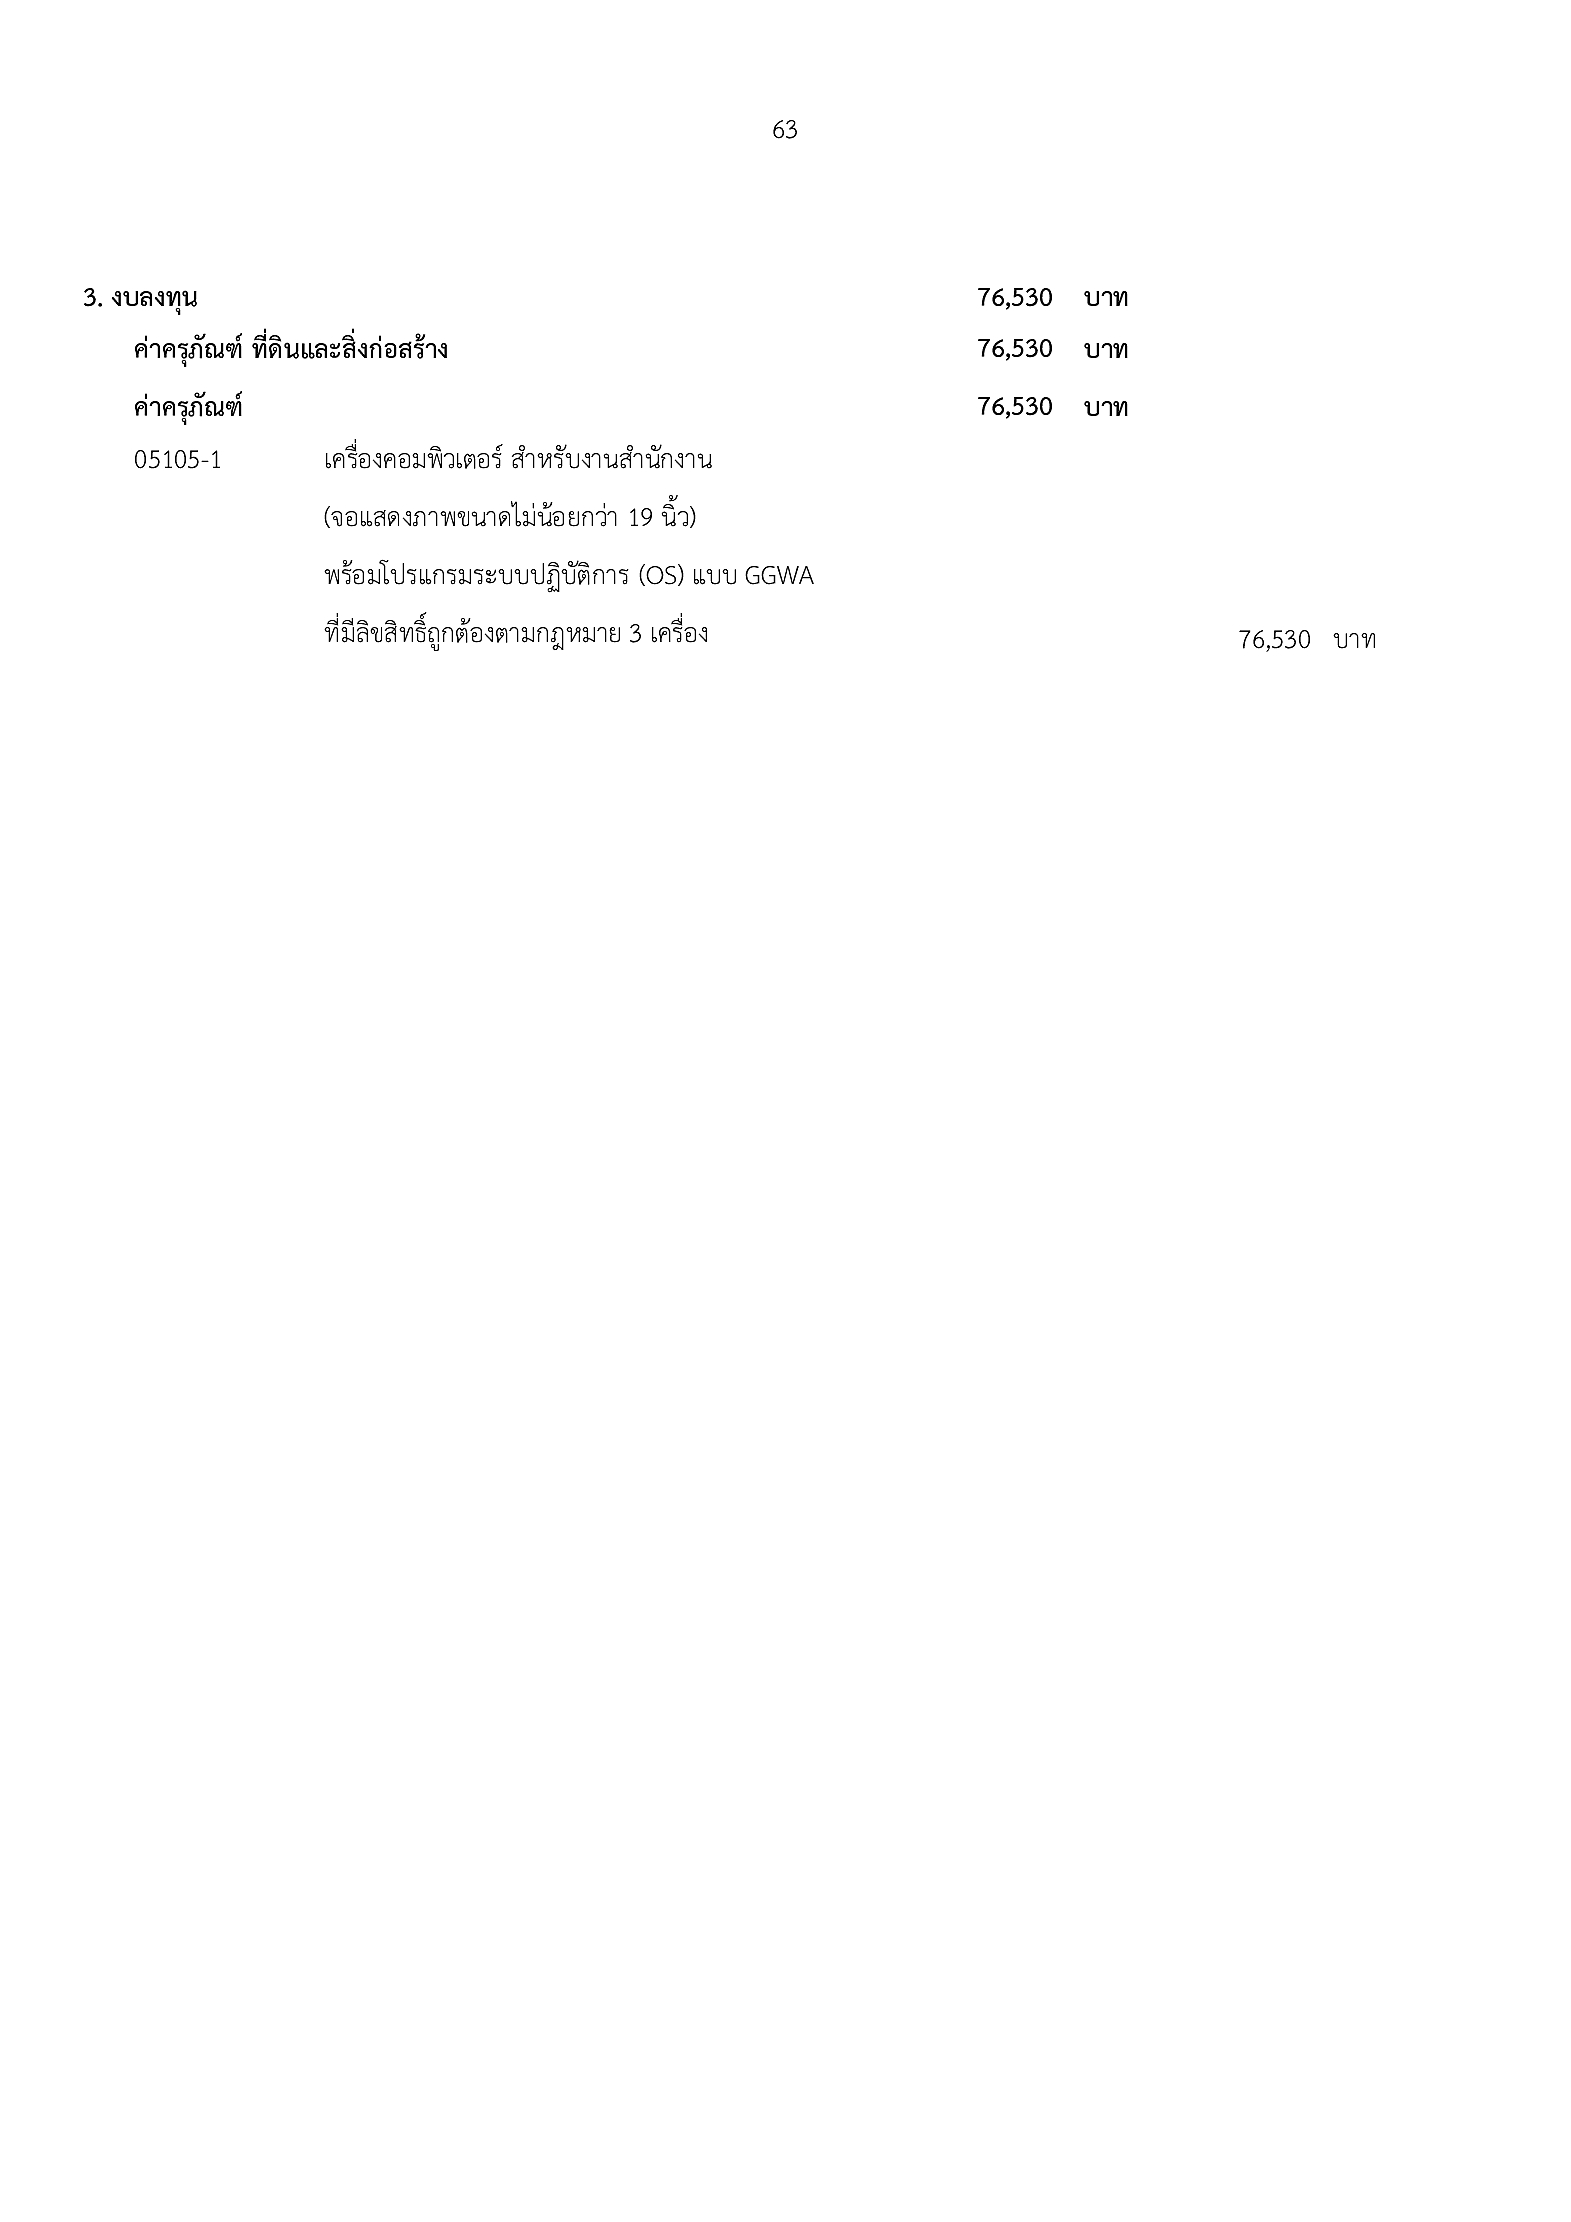 63
3. งบลงทุน 76,530 บาท
ค่าครุภัณฑ์ ที่ดินและสิ่งก่อสร้าง 76,530 บาท
ค่าครุภัณฑ์ 76,530 บาท
05105-1 เครื่องคอมพิวเตอร์ สำหรับงานสำนักงาน
(จอแสดงภาพขนาดไม่น้อยกว่า 19 นิ้ว)
พร้อมโปรแกรมระบบปฏิบัติการ (OS) แบบ GGWA
ที่มีลิขสิทธิ์ถูกต้องตามกฎหมาย 3 เครื่อง 76,530 บาท